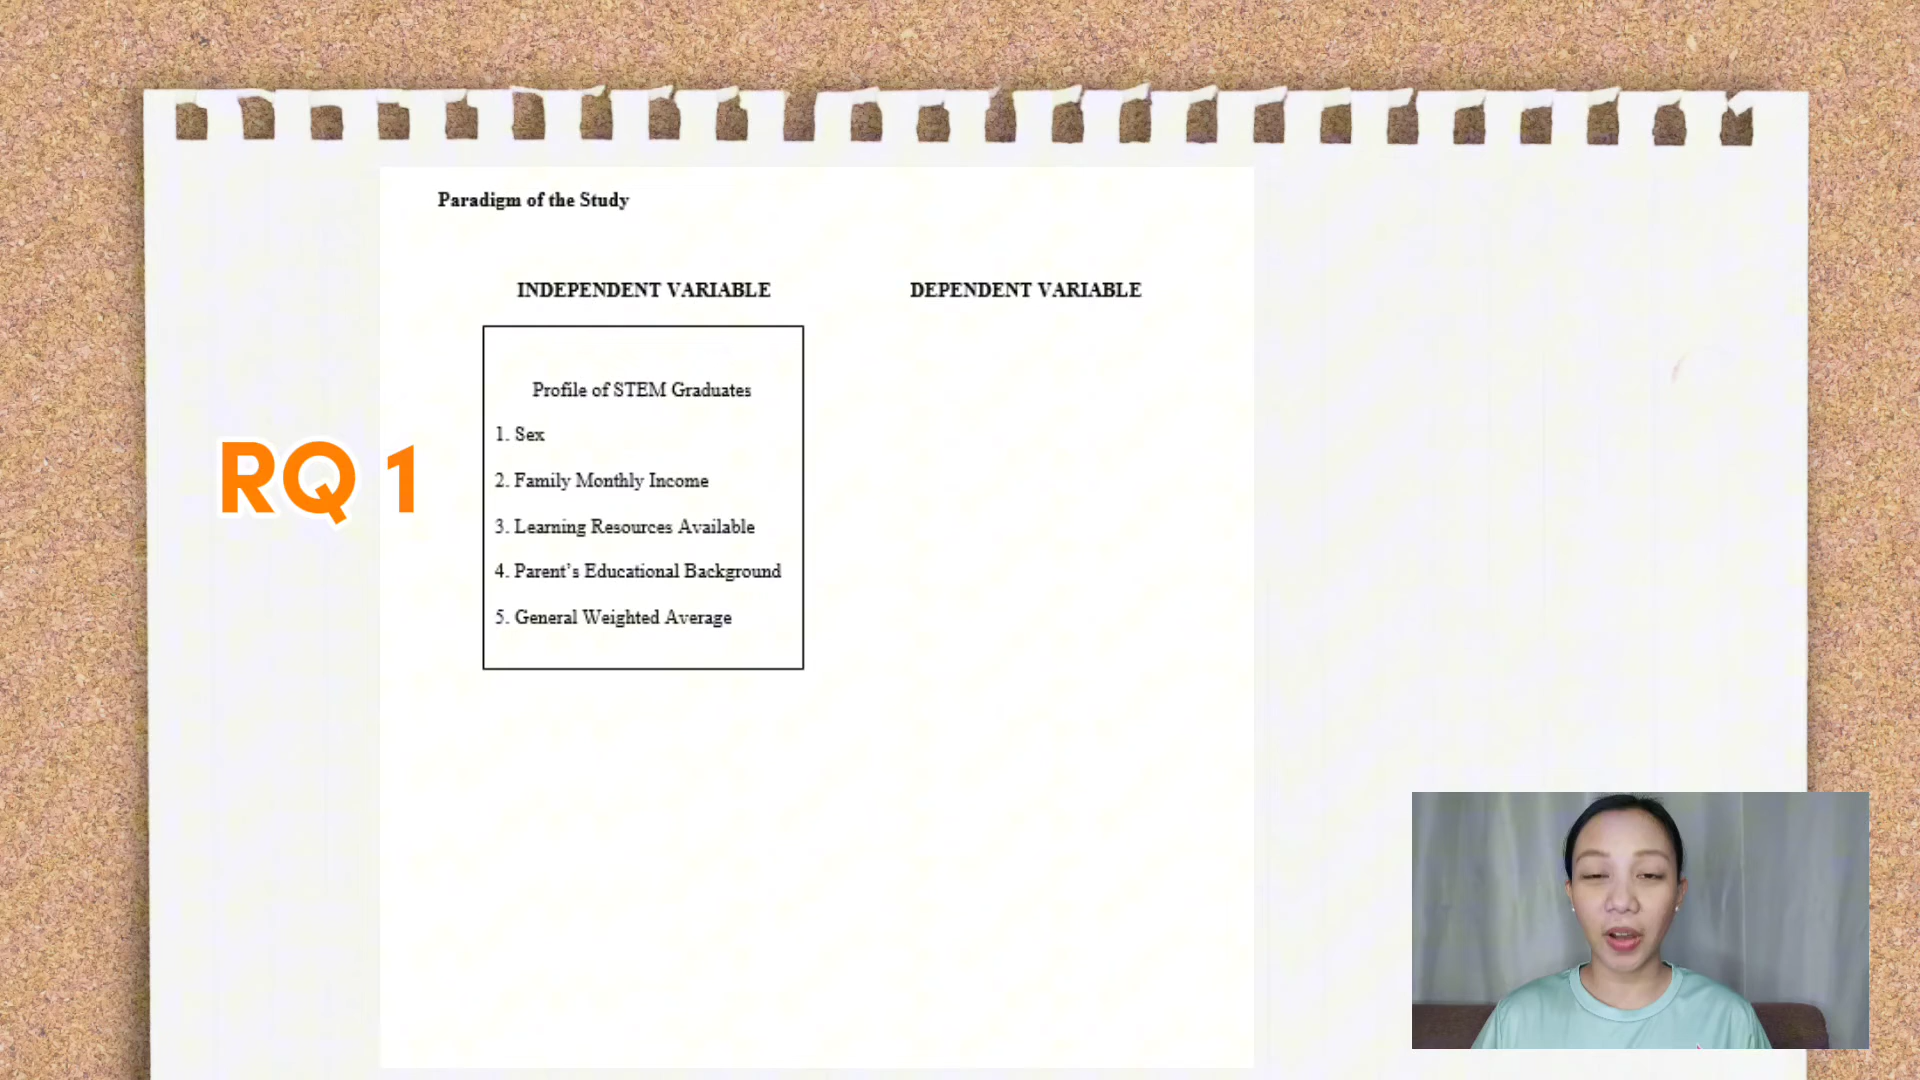 Paradigm of the Study
INDEPENDENT VARIABLE
DEPENDENT VARIABLE
RQ 1
Profile of STEM Graduates
1. Sex
2. Family Monthly Income
3. Learning Resources Available
4. Parent’s Educational Background
5. General Weighted Average